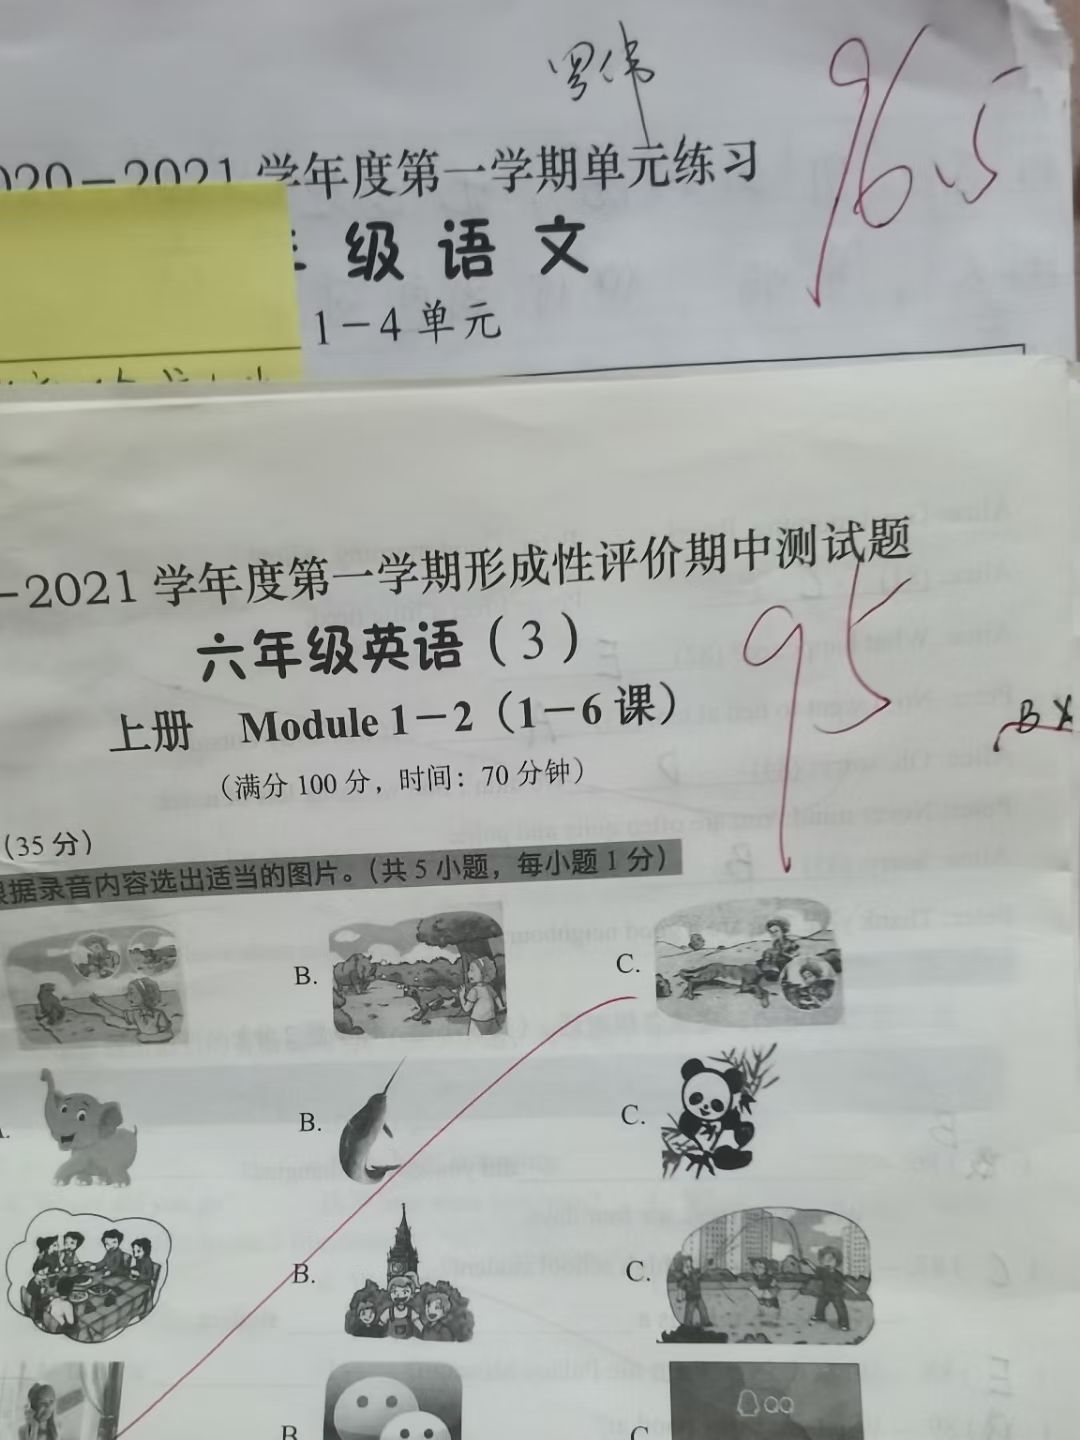 96.5
020-2021 学年度第一学期单元练习
级 语 文
1-4 单元
-2021 学年度第一学期形成性评价期中测试题
六年级英语(3)
95
上册 Module 1-2(1-6 课)
(满分 100 分,时间:70 分钟)
(35 分)
根据录音内容选出适当的图片。(共 5 小题,每小题 1 分)
B.
C.
B.
C.
B.
C.
B
C
QQ